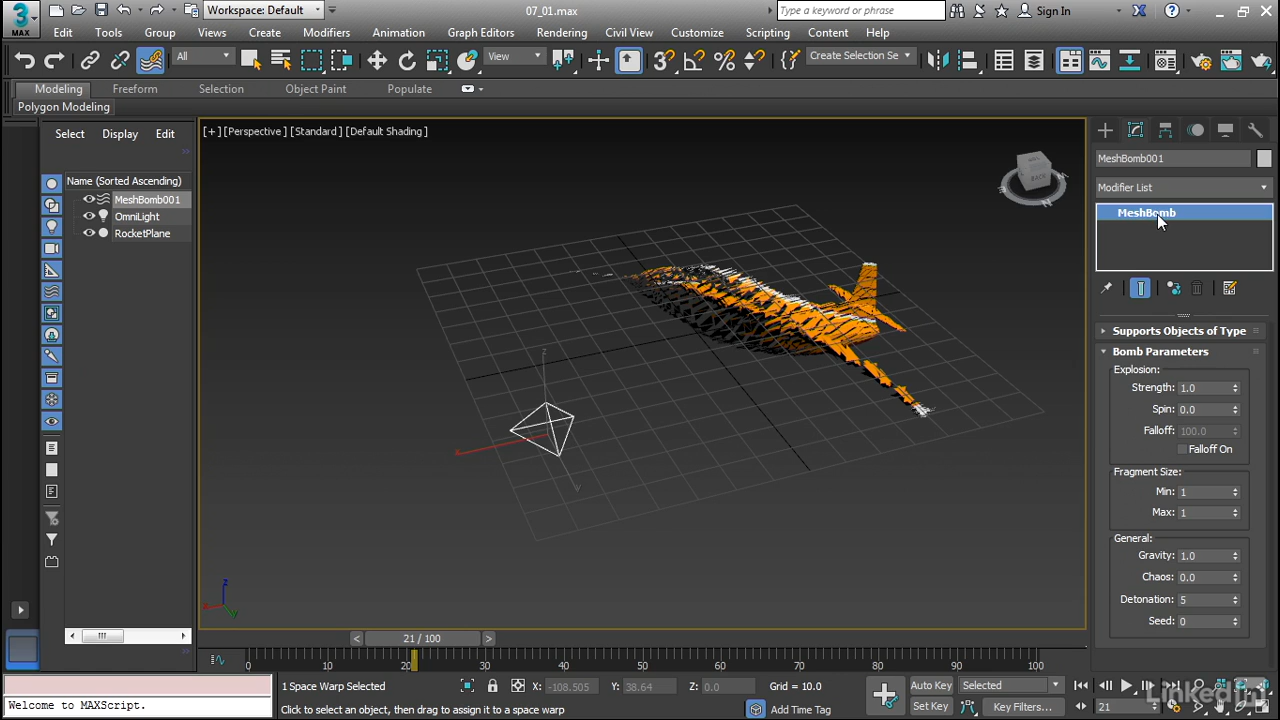 3
MAX
Workspace: Default
07_01.max
Type a keyword or phrase
Sign In
Edit Tools Group Views Create Modifiers Animation Graph Editors Rendering Civil View Customize Scripting Content Help
All
View
Create Selection Se
Modeling Freeform Selection Object Paint Populate
Polygon Modeling
Select Display Edit
Name (Sorted Ascending)
MeshBomb001
OmniLight
RocketPlane
[+] [Perspective] [Standard] [Default Shading]
BACK
MeshBomb001
Modifier List
MeshBomb
Supports Objects of Type
Bomb Parameters
Explosion:
Strength: 1.0
Spin: 0.0
Falloff: 100.0
Falloff On
Fragment Size:
Min: 1
Max: 1
General:
Gravity: 1.0
Chaos: 0.0
Detonation: 5
Seed: 0
21 / 100
0 10 20 30 40 50 60 70 80 90 100
1 Space Warp Selected
X: -108.505 Y: 38.64 Z: 0.0 Grid = 10.0
Auto Key Selected
Welcome to MAXScript.
Click to select an object, then drag to assign it to a space warp
Add Time Tag
Set Key Key Filters...
21
LinkedIn